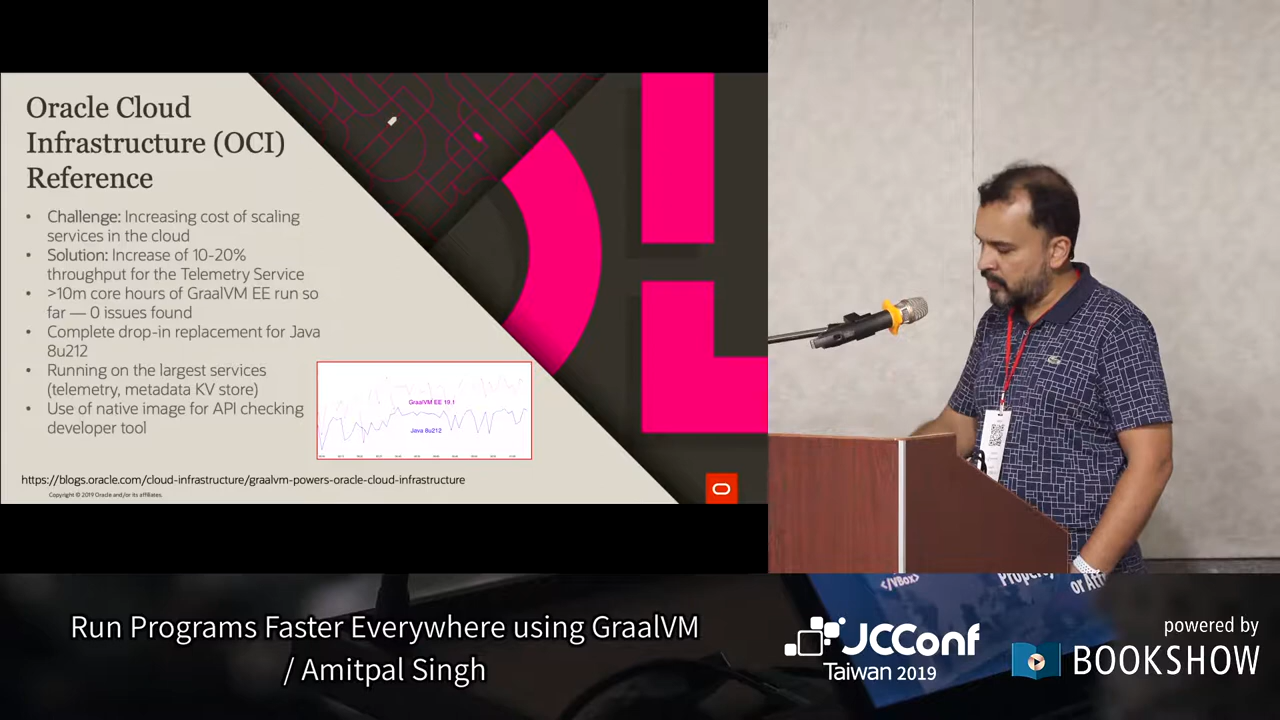 Oracle Cloud
Infrastructure (OCI)
Reference
• Challenge: Increasing cost of scaling
services in the cloud
• Solution: Increase of 10-20%
throughput for the Telemetry Service
• >10m core hours of GraalVM EE run so
far — 0 issues found
• Complete drop-in replacement for Java
8u212
• Running on the largest services
(telemetry, metadata KV store)
• Use of native image for API checking
developer tool
GraalVM EE 19.1
Java 8u212
https://blogs.oracle.com/cloud-infrastructure/graalvm-powers-oracle-cloud-infrastructure
Copyright © 2019 Oracle and/or its affiliates.
</VBox>
or Aff
Run Programs Faster Everywhere using GraalVM
/ Amitpal Singh
JCConf
Taiwan 2019
powered by
BOOKSHOW